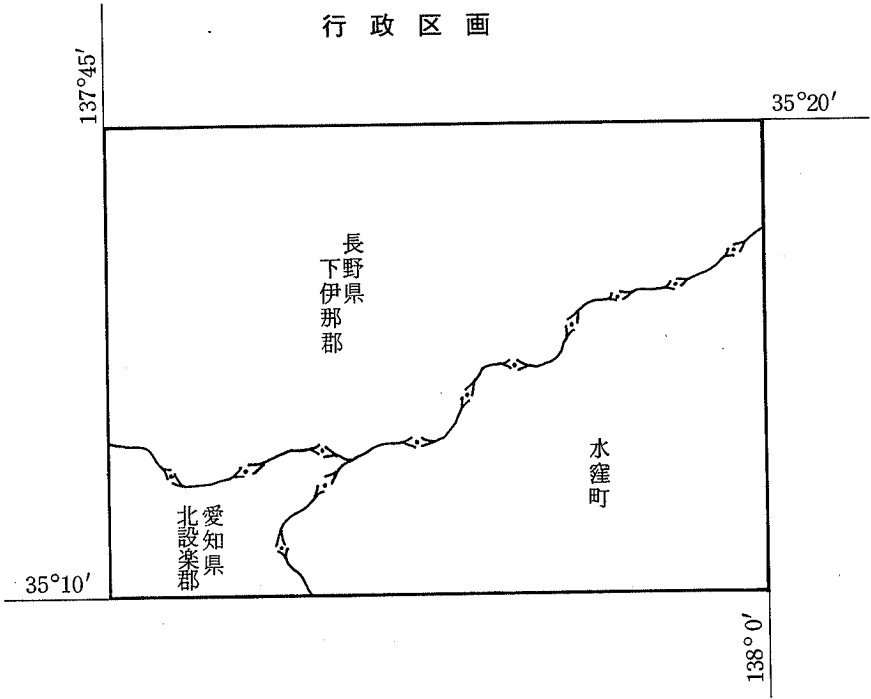 行政区画
137°45′
35°20′
長野県
下伊那郡
水窪町
愛知県
北設楽郡
35°10′
138°0′